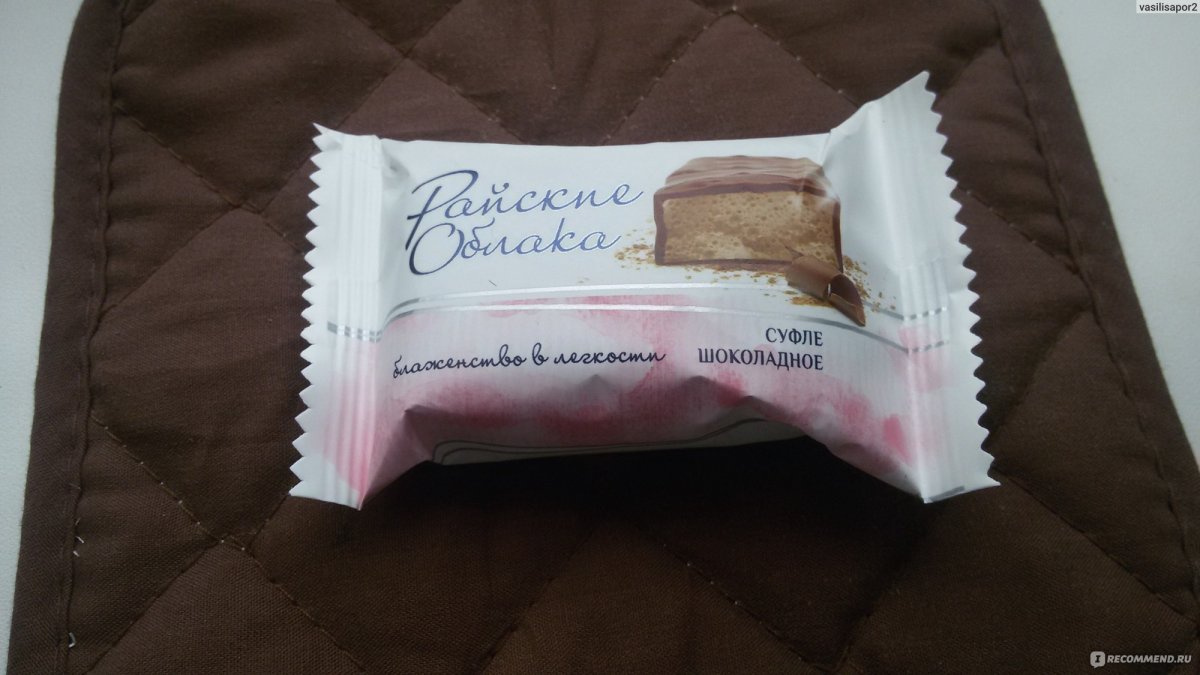 vasilisapor2
Райские
Облака
блаженство в легкости
СУФЛЕ
ШОКОЛАДНОЕ
RECOMMEND.RU